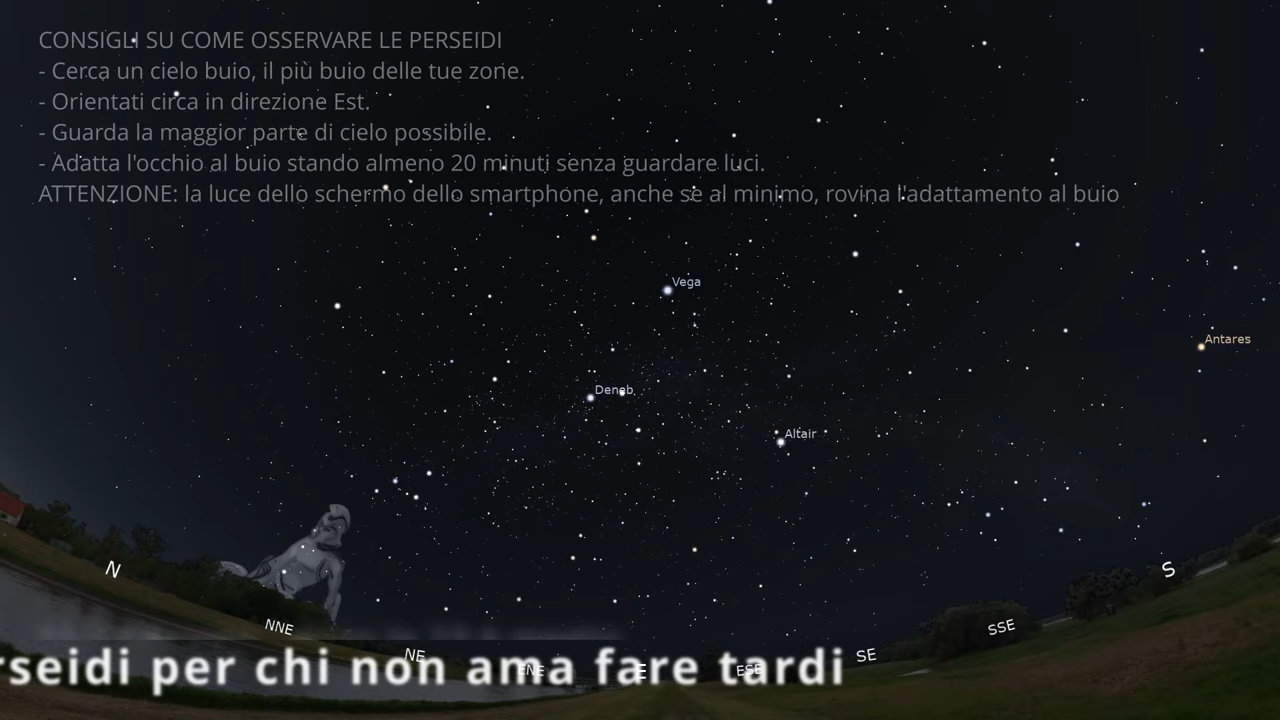 CONSIGLI SU COME OSSERVARE LE PERSEIDI
- Cerca un cielo buio, il più buio delle tue zone.
- Orientati circa in direzione Est.
- Guarda la maggior parte di cielo possibile.
- Adatta l'occhio al buio stando almeno 20 minuti senza guardare luci.
ATTENZIONE: la luce dello schermo dello smartphone, anche se al minimo, rovina l'adattamento al buio
Vega
Antares
Deneb
Altair
N
S
NNE
SSE
NE
ENE
E
ESE
SE
rseidi per chi non ama fare tardi